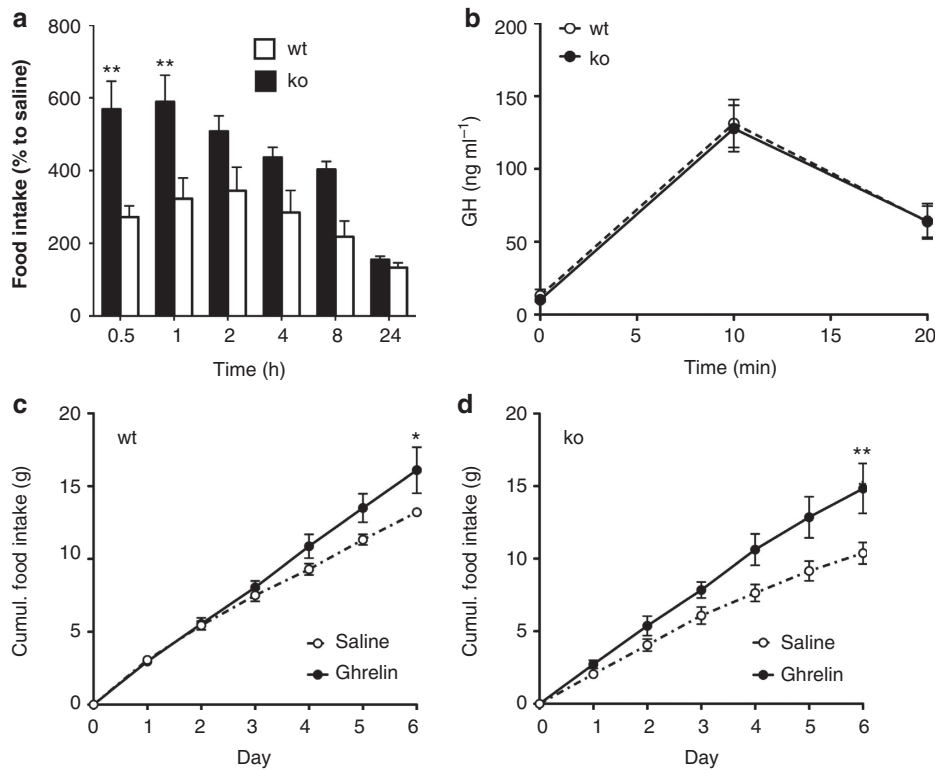 a
800
600
400
200
0
Food intake (% to saline)
** **
wt
ko
0.5 1 2 4 8 24
Time (h)
b
wt
ko
200
150
100
50
0
GH (ng ml⁻¹)
0 5 10 15 20
Time (min)
c
20
15
10
5
0
Cumul. food intake (g)
wt
*
Saline
Ghrelin
0 1 2 3 4 5 6
Day
d
20
15
10
5
0
Cumul. food intake (g)
ko
**
Saline
Ghrelin
0 1 2 3 4 5 6
Day